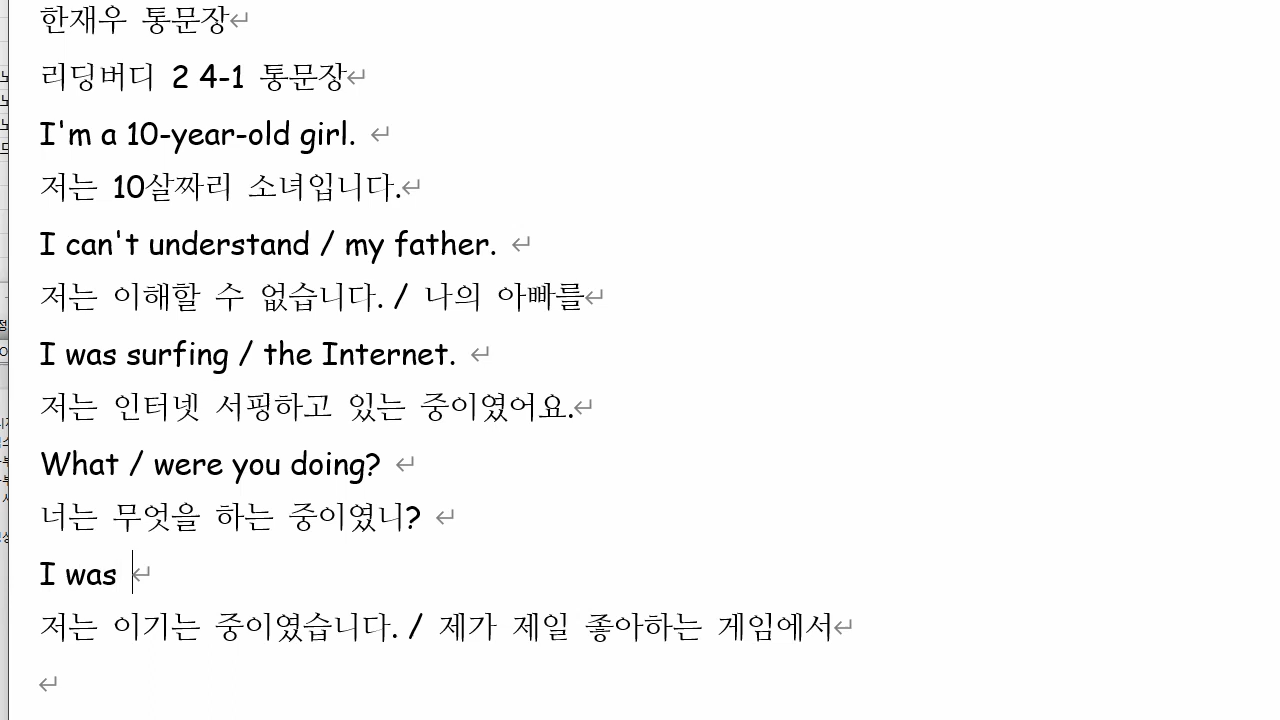 한재우 통문장
리딩버디 2 4-1 통문장
I'm a 10-year-old girl.
저는 10살짜리 소녀입니다.
I can't understand / my father.
저는 이해할 수 없습니다. / 나의 아빠를
I was surfing / the Internet.
저는 인터넷 서핑하고 있는 중이였어요.
What / were you doing?
너는 무엇을 하는 중이였니?
I was
저는 이기는 중이였습니다. / 제가 제일 좋아하는 게임에서